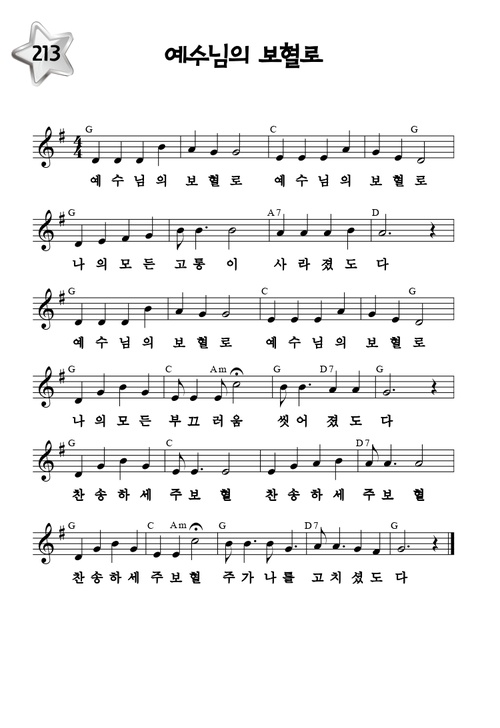 213
예수님의 보혈로
G C G
4 4
예 수 님 의 보 혈 로 예 수 님 의 보 혈 로
G A7 D
나 의 모 든 고 통 이 사 라 졌 도 다
G C G
예 수 님 의 보 혈 로 예 수 님 의 보 혈 로
G C Am G D7 G
나 의 모 든 부 끄 러 움 씻 어 졌 도 다
G C G D7
찬 송 하 세 주 보 혈 찬 송 하 세 주 보 혈
G C Am G D7 G
찬 송 하 세 주 보 혈 주 가 나 를 고 치 셨 도 다